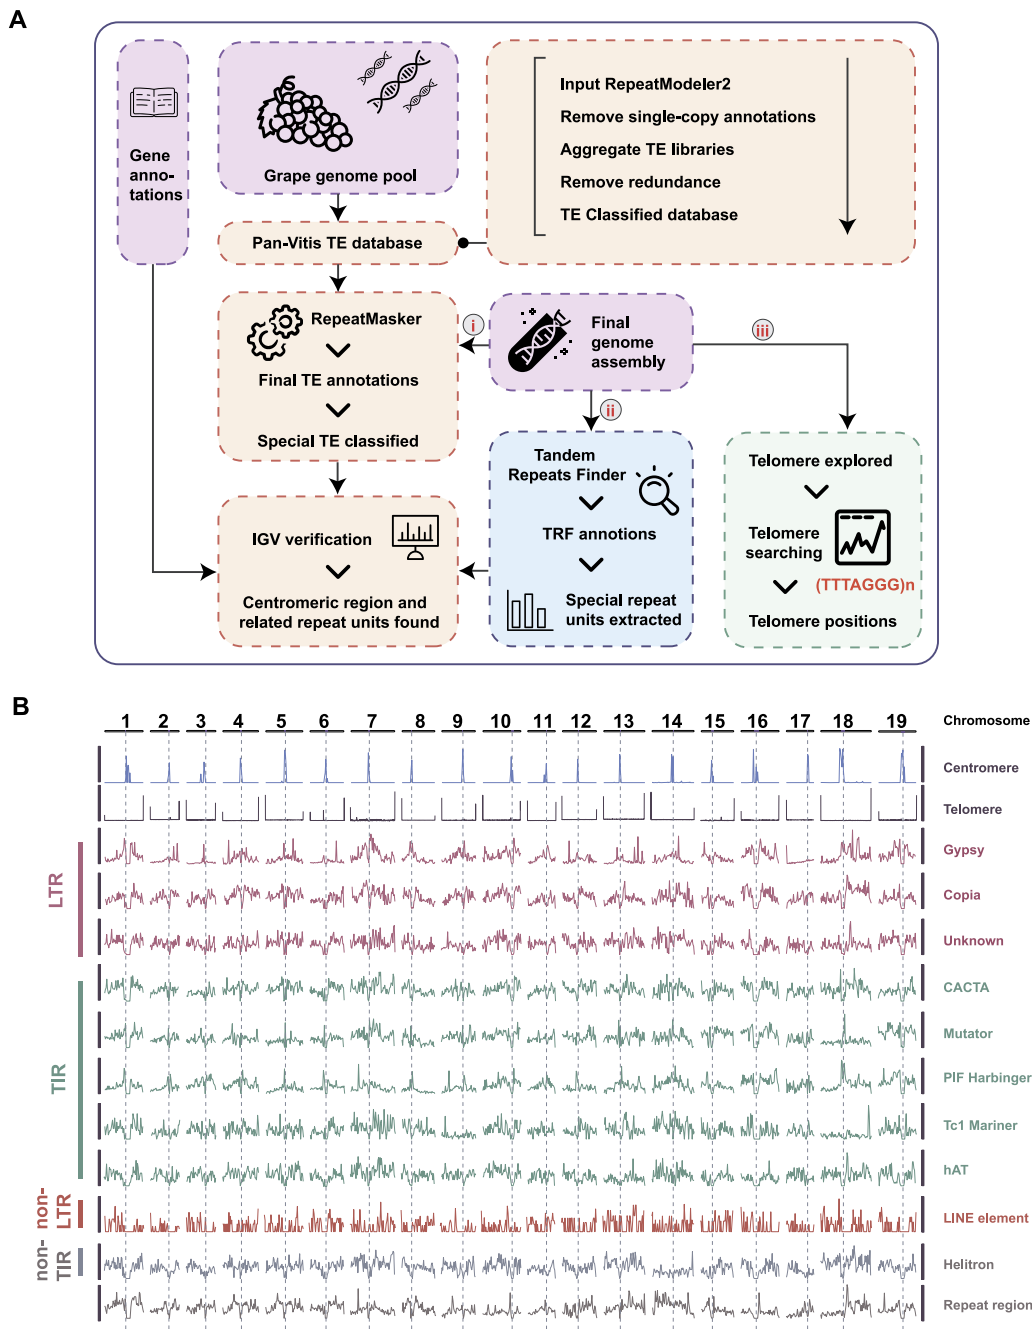 A
Gene
anno-
tations
Grape genome pool
Input RepeatModeler2
Remove single-copy annotations
Aggregate TE libraries
Remove redundance
TE Classified database
Pan-Vitis TE database
RepeatMasker
Final TE annotations
Special TE classified
i
Final
genome
assembly
iii
ii
Tandem
Repeats Finder
TRF annotions
Special repeat
units extracted
Telomere explored
Telomere
searching
(TTTAGGG)n
Telomere positions
IGV verification
Centromeric region and
related repeat units found
B
1 2 3 4 5 6 7 8 9 10 11 12 13 14 15 16 17 18 19 Chromosome
Centromere
Telomere
LTR
Gypsy
Copia
Unknown
TIR
CACTA
Mutator
PIF Harbinger
Tc1 Mariner
hAT
non-
LTR
LINE element
non-
TIR
Helitron
Repeat region